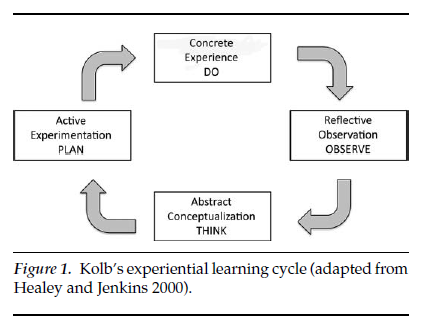 Concrete
Experience
DO
Active
Experimentation
PLAN
Reflective
Observation
OBSERVE
Abstract
Conceptualization
THINK
Figure 1. Kolb's experiential learning cycle (adapted from
Healey and Jenkins 2000).